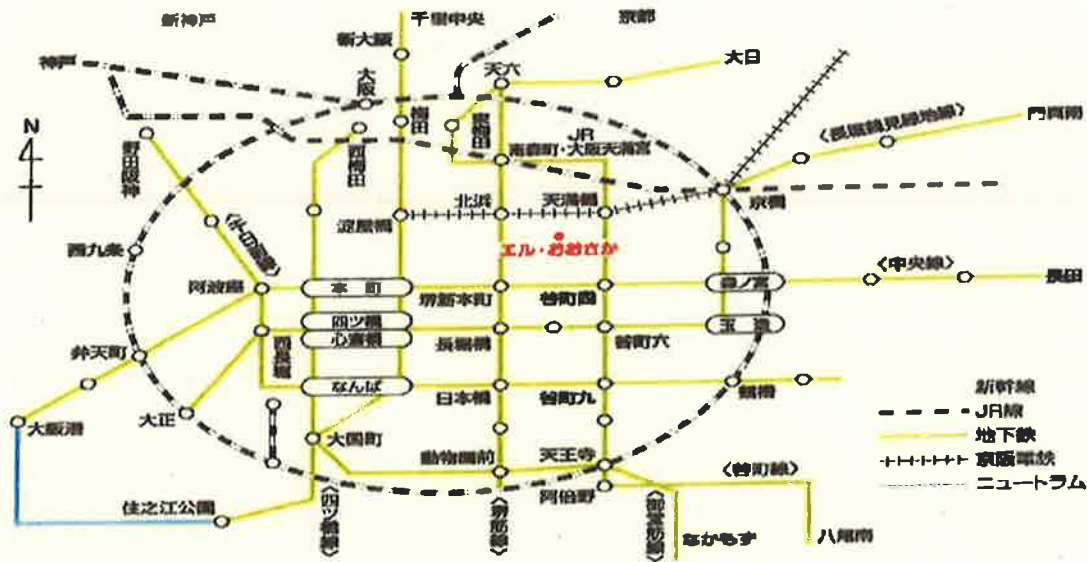 新神戸
千里中央
京都
新大阪
神戸
大阪
天六
大日
梅田
東梅田
JR
〈長堀鶴見緑地線〉
門真南
N
野田阪神
西梅田
南森町・大阪天満宮
京橋
北浜
天満橋
淀屋橋
エル・おおさか
西九条
〈千日前線〉
〈中央線〉
阿波座
本町
堺筋本町
谷町四
森ノ宮
長田
四ツ橋
心斎橋
長堀橋
谷町六
玉造
弁天町
西長堀
なんば
日本橋
谷町九
鶴橋
大阪港
大正
大国町
動物園前
天王寺
新幹線
JR線
地下鉄
京阪電鉄
ニュートラム
住之江公園
〈四ツ橋線〉
〈堺筋線〉
阿倍野
〈御堂筋線〉
〈谷町線〉
なかもず
八尾南